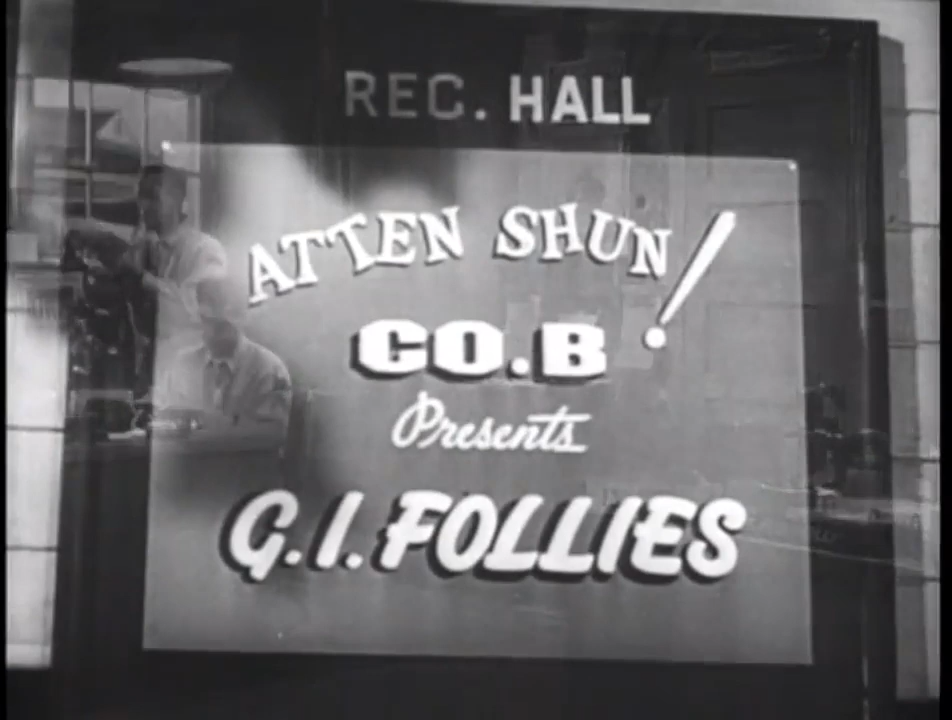 REC. HALL
ATTEN SHUN!
CO.B
Presents
G.I. FOLLIES